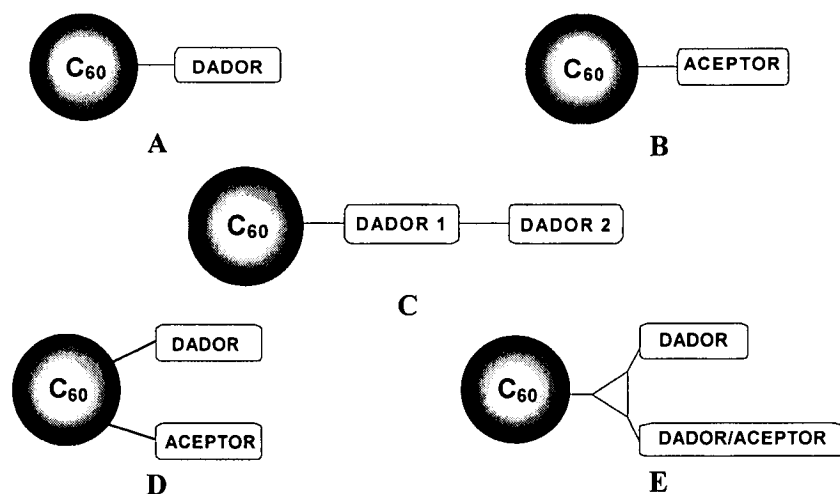 C60 DADOR
C60 ACEPTOR
A
B
C60 DADOR 1 DADOR 2
C
DADOR
DADOR
C60
C60
ACEPTOR
DADOR/ACEPTOR
D
E